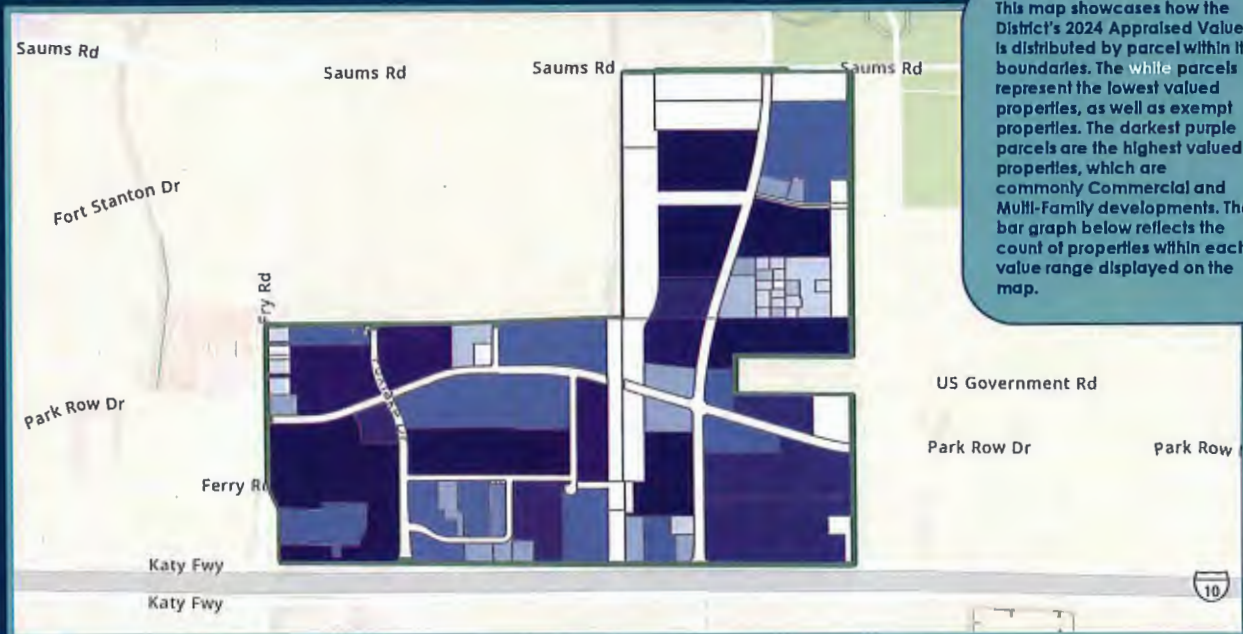 This map showcases how the
District's 2024 Appraised Value
is distributed by parcel within
boundaries. The white parcels
represent the lowest valued
properties, as well as exempt
properties. The darkest purple
parcels are the highest valued
properties, which are
commonly Commercial and
Multi-Family developments.
bar graph below reflects the
count of properties within each
value range displayed on the
map.
Saums Rd
Saums Rd
Saums Rd
Saums Rd
Fort Stanton Dr
Fry Rd
US Government Rd
Park Row Dr
Park Row Dr
Park Row
Ferry
Katy Fwy
Katy Fwy
10